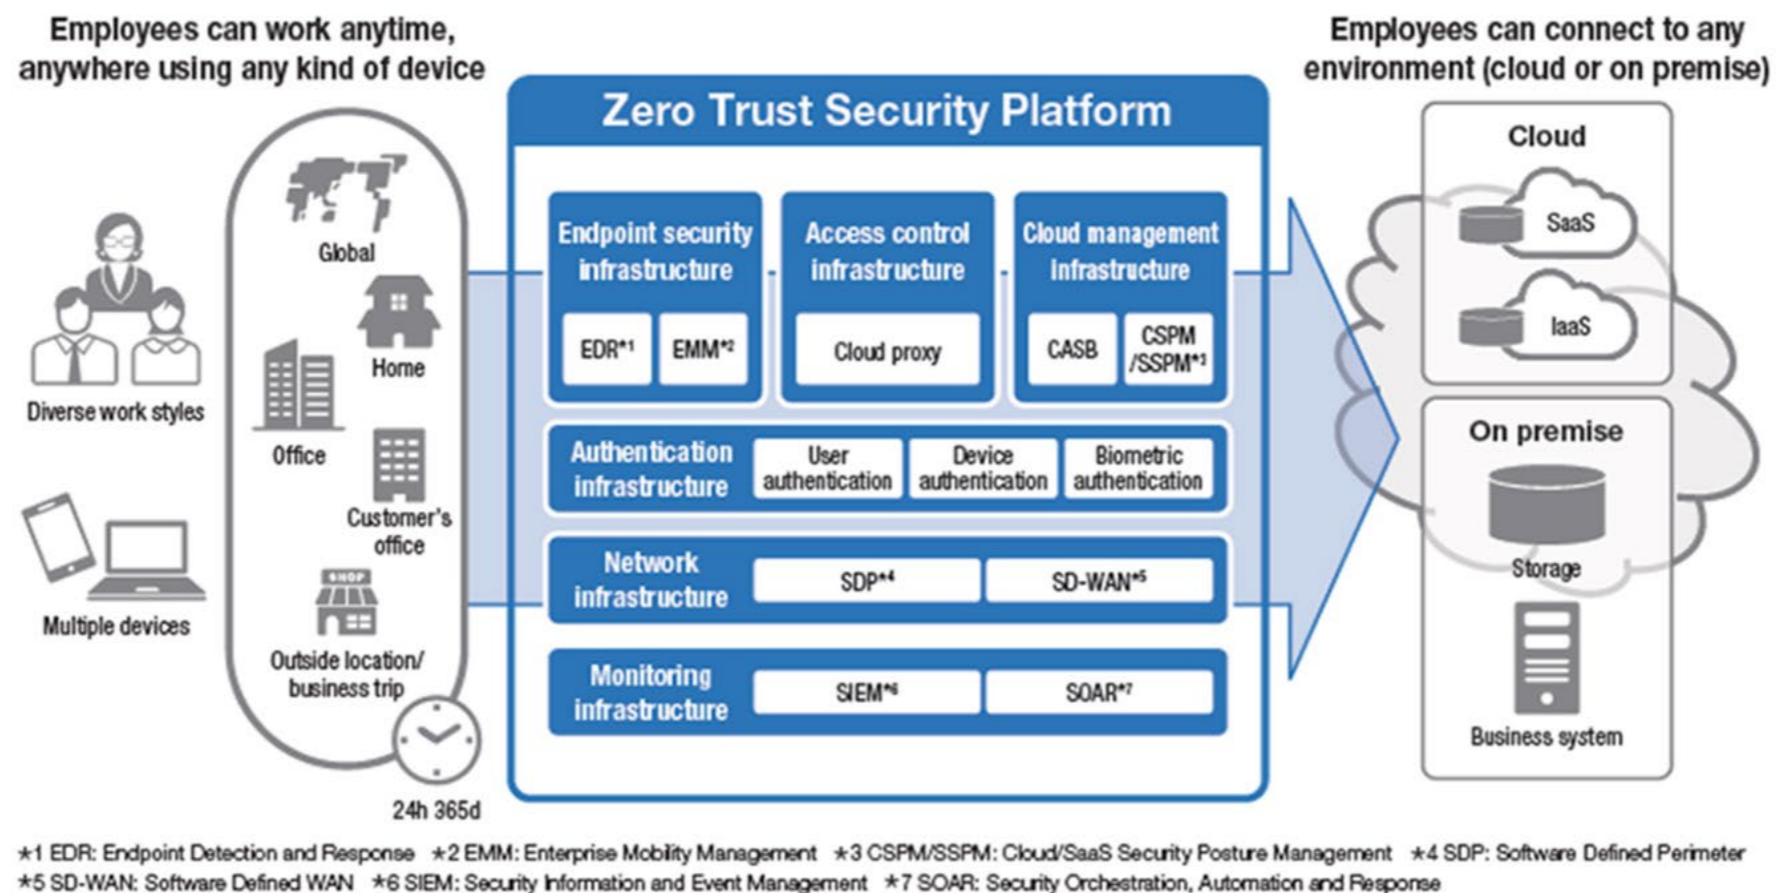 Employees can work anytime,
anywhere using any kind of device
Diverse work styles
Multiple devices
Global
Home
Office
Customer's
office
SHOP
Outside location/
business trip
24h 365d
Zero Trust Security Platform
Endpoint security
infrastructure
EDR*1
EMM*2
Access control
infrastructure
Cloud proxy
Cloud management
infrastructure
CASB
CSPM
/SSPM*3
Authentication
infrastructure
User
authentication
Device
authentication
Biometric
authentication
Network
infrastructure
SDP*4
SD-WAN*5
Monitoring
infrastructure
SIEM*6
SOAR*7
Employees can connect to any
environment (cloud or on premise)
Cloud
SaaS
IaaS
On premise
Storage
Business system
*1 EDR: Endpoint Detection and Response *2 EMM: Enterprise Mobility Management *3 CSPM/SSPM: Cloud/SaaS Security Posture Management *4 SDP: Software Defined Perimeter
*5 SD-WAN: Software Defined WAN *6 SIEM: Security Information and Event Management *7 SOAR: Security Orchestration, Automation and Response